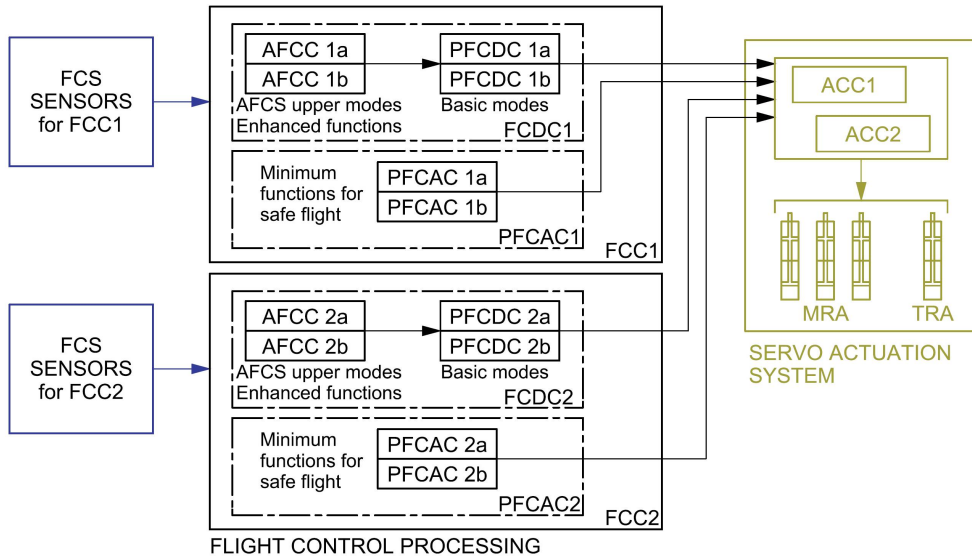 FCS
SENSORS
for FCC1
AFCC 1a
AFCC 1b
AFCS upper modes
Enhanced functions
PFCDC 1a
PFCDC 1b
Basic modes
FCDC1
Minimum
functions for
safe flight
PFCAC 1a
PFCAC 1b
PFCAC1
FCC1
FCS
SENSORS
for FCC2
AFCC 2a
AFCC 2b
AFCS upper modes
Enhanced functions
PFCDC 2a
PFCDC 2b
Basic modes
FCDC2
Minimum
functions for
safe flight
PFCAC 2a
PFCAC 2b
PFCAC2
FCC2
FLIGHT CONTROL PROCESSING
ACC1
ACC2
MRA
TRA
SERVO ACTUATION
SYSTEM